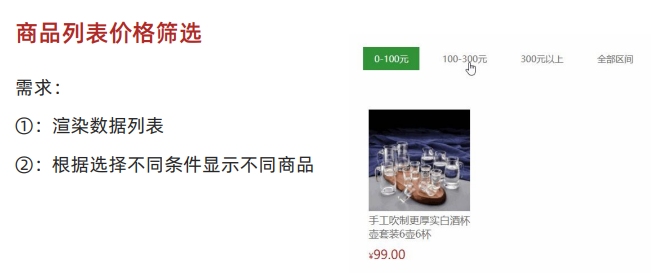 商品列表价格筛选
需求：
①：渲染数据列表
②：根据选择不同条件显示不同商品
0-100元 100-300元 300元以上 全部区间
手工吹制更厚实白酒杯
壶套装6壶6杯
¥99.00